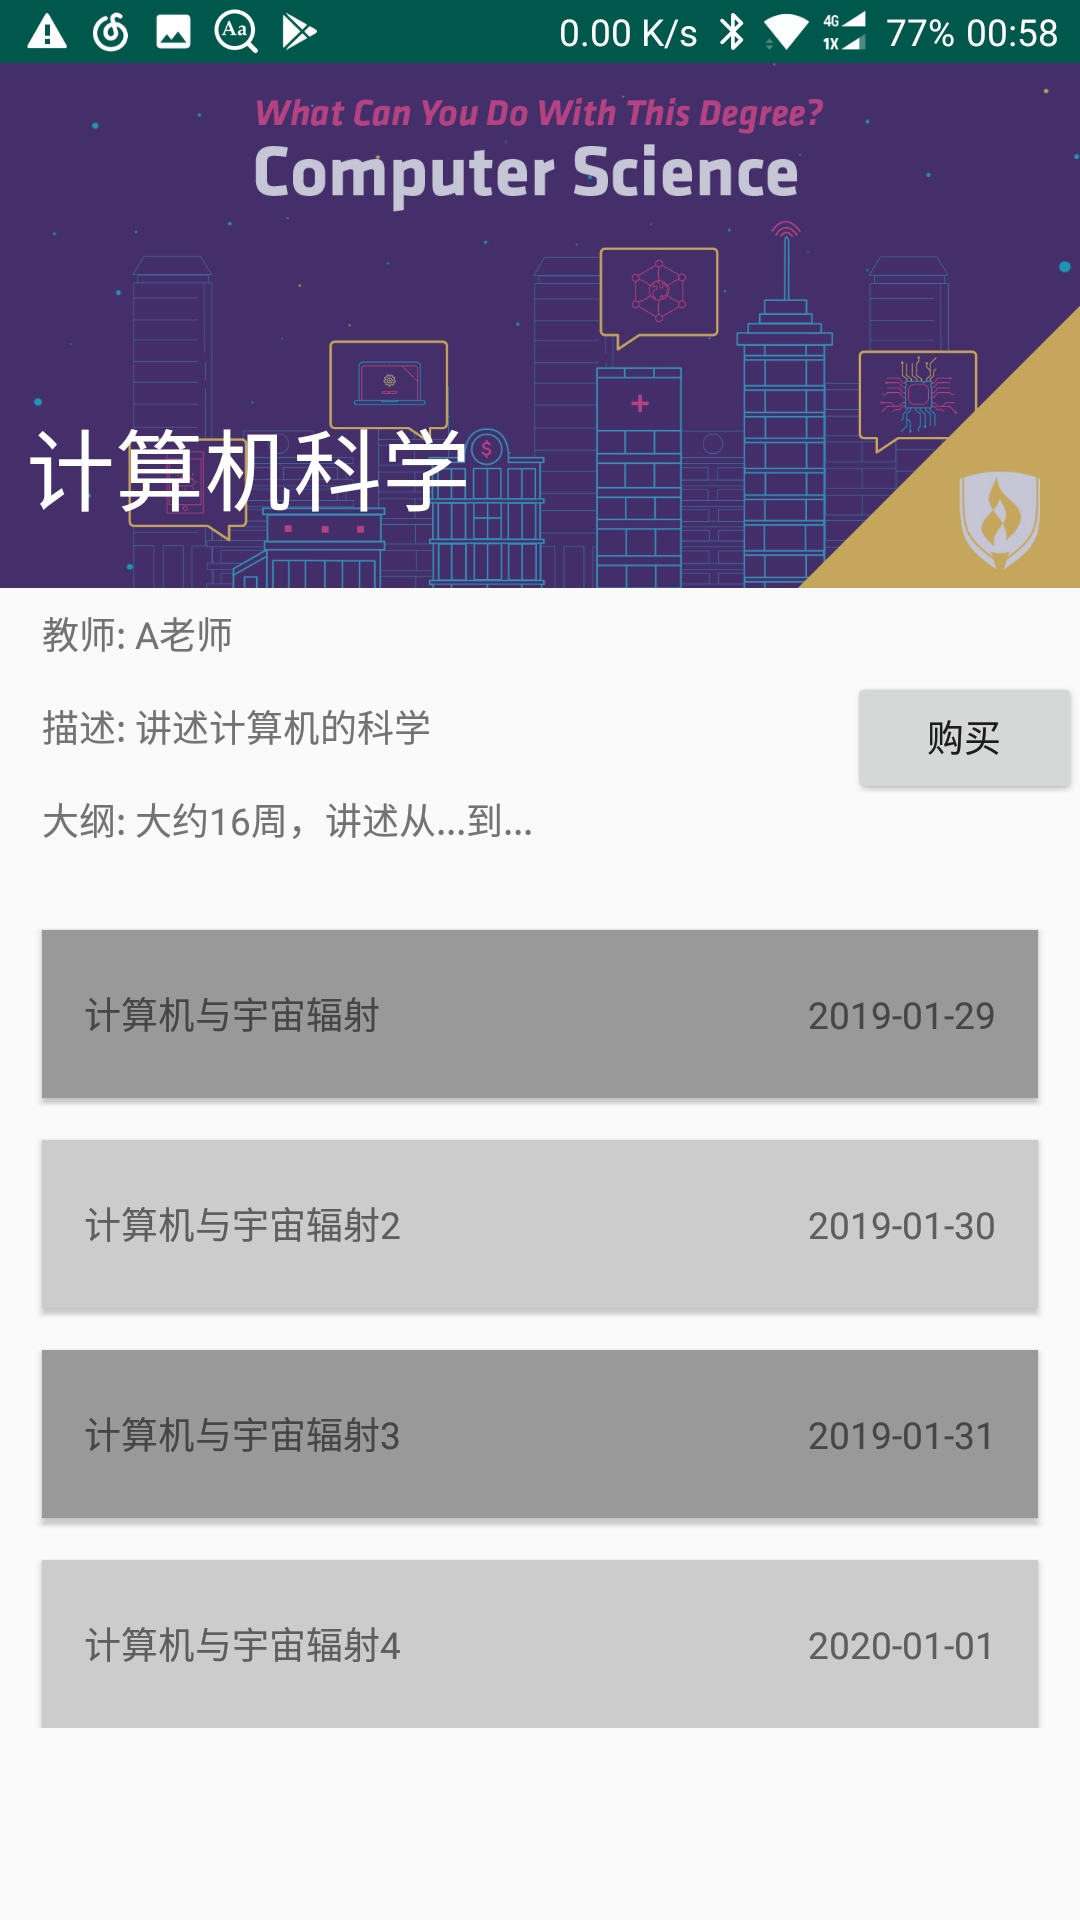 0.00 K/s 4G 1X 77% 00:58
What Can You Do With This Degree?
Computer Science
计算机科学
教师: A老师
描述: 讲述计算机的科学
购买
大纲: 大约16周，讲述从...到...
计算机与宇宙辐射 2019-01-29
计算机与宇宙辐射2 2019-01-30
计算机与宇宙辐射3 2019-01-31
计算机与宇宙辐射4 2020-01-01